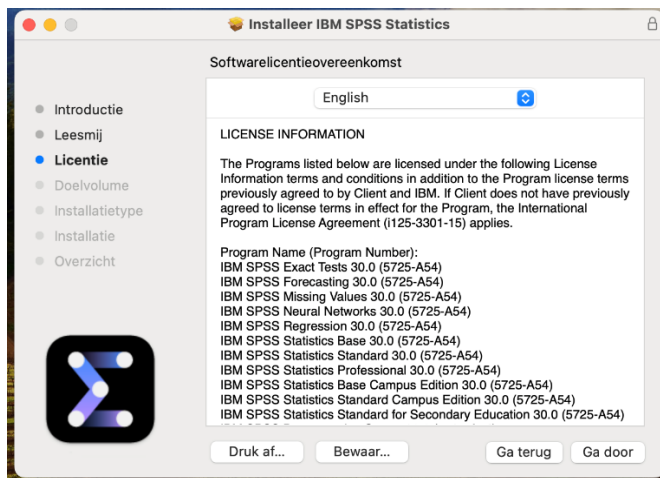 Installeer IBM SPSS Statistics
Softwarelicentieovereenkomst
Introductie
Leesmij
Licentie
Doelvolume
Installatietype
Installatie
Overzicht
English
LICENSE INFORMATION
The Programs listed below are licensed under the following License
Information terms and conditions in addition to the Program license terms
previously agreed to by Client and IBM. If Client does not have previously
agreed to license terms in effect for the Program, the International
Program License Agreement (i125-3301-15) applies.
Program Name (Program Number):
IBM SPSS Exact Tests 30.0 (5725-A54)
IBM SPSS Forecasting 30.0 (5725-A54)
IBM SPSS Missing Values 30.0 (5725-A54)
IBM SPSS Neural Networks 30.0 (5725-A54)
IBM SPSS Regression 30.0 (5725-A54)
IBM SPSS Statistics Base 30.0 (5725-A54)
IBM SPSS Statistics Standard 30.0 (5725-A54)
IBM SPSS Statistics Professional 30.0 (5725-A54)
IBM SPSS Statistics Base Campus Edition 30.0 (5725-A54)
IBM SPSS Statistics Standard Campus Edition 30.0 (5725-A54)
IBM SPSS Statistics Standard for Secondary Education 30.0 (5725-A54)
Druk af...
Bewaar...
Ga terug
Ga door